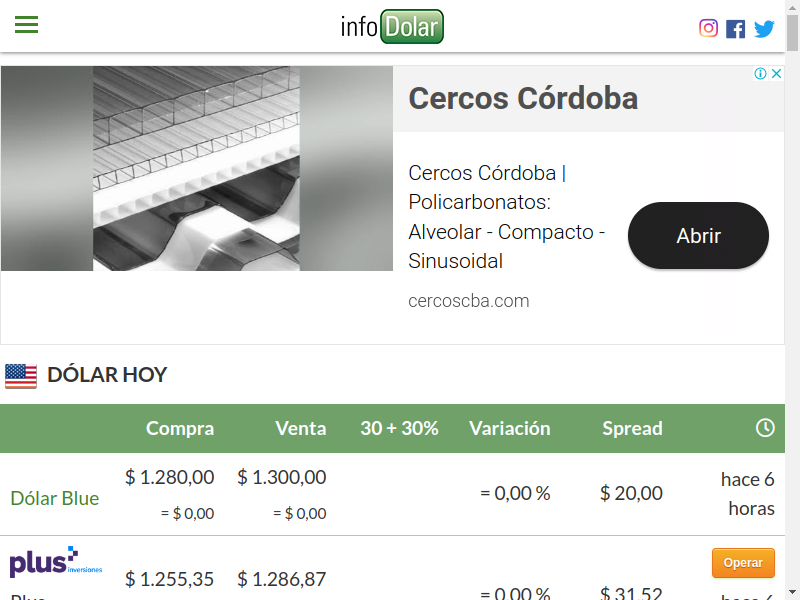 infoDolar
Cercos Córdoba
Cercos Córdoba |
Policarbonatos:
Alveolar - Compacto -
Sinusoidal
Abrir
cercoscba.com
DÓLAR HOY
Compra Venta 30 + 30% Variación Spread
Dólar Blue $ 1.280,00 $ 1.300,00 = 0,00 % $ 20,00 hace 6
= $ 0,00 = $ 0,00 horas
plus inversiones Operar
$ 1.255,35 $ 1.286,87
Plus = 0,00 % $ 31,52 hace 6